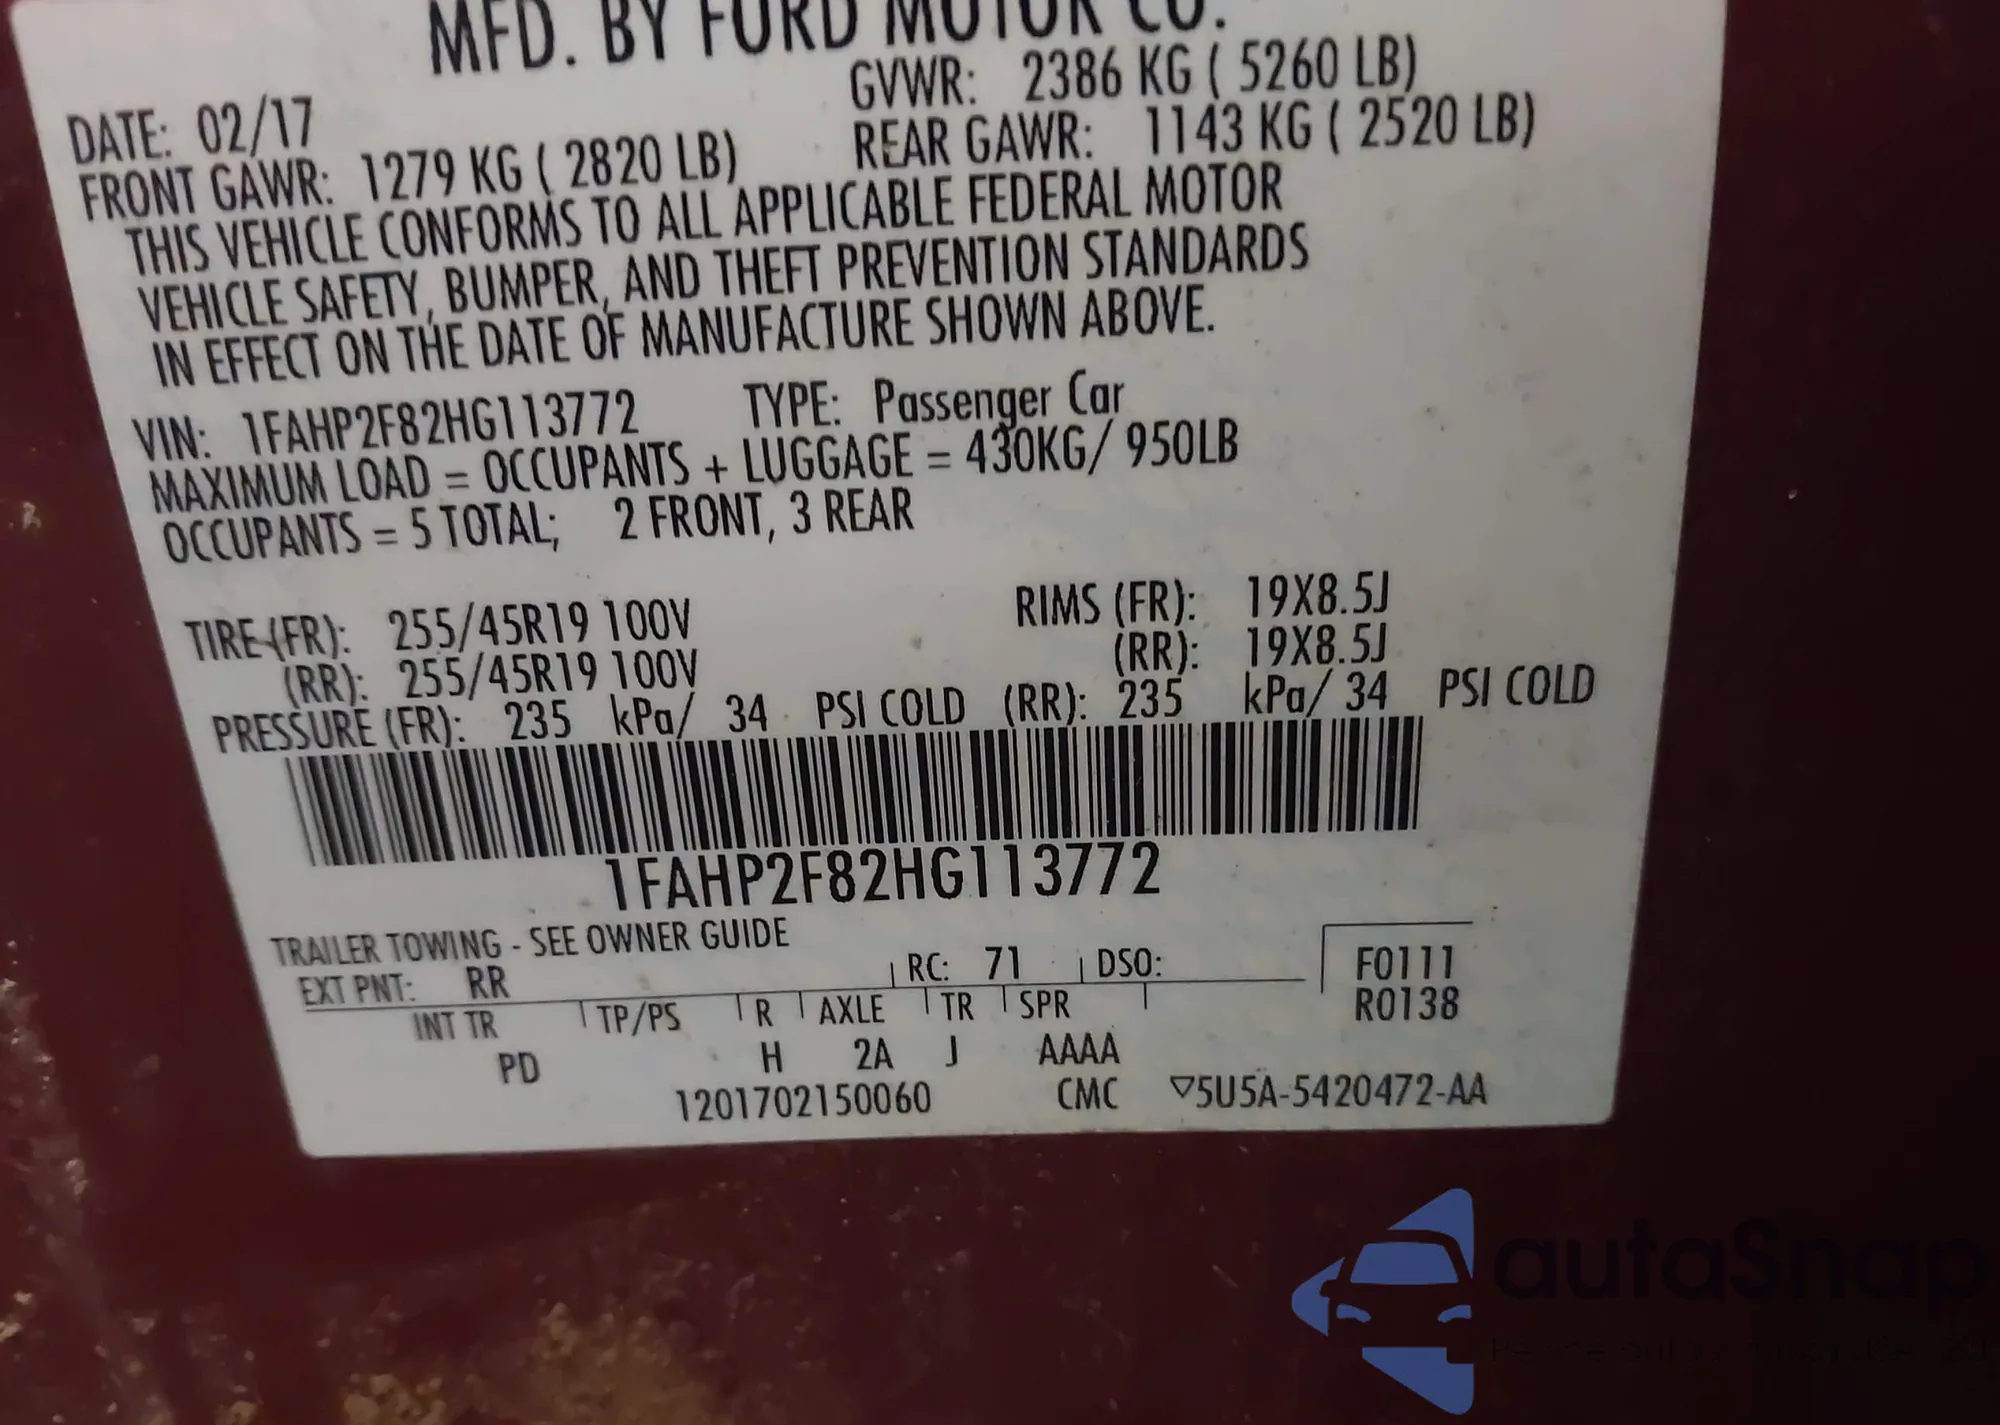 MFD. BY FORD MOTOR CO.
DATE: 02/17
GVWR: 2386 KG ( 5260 LB)
FRONT GAWR: 1279 KG ( 2820 LB)
REAR GAWR: 1143 KG ( 2520 LB)
THIS VEHICLE CONFORMS TO ALL APPLICABLE FEDERAL MOTOR
VEHICLE SAFETY, BUMPER, AND THEFT PREVENTION STANDARDS
IN EFFECT ON THE DATE OF MANUFACTURE SHOWN ABOVE.
VIN: 1FAHP2F82HG113772 TYPE: Passenger Car
MAXIMUM LOAD = OCCUPANTS + LUGGAGE = 430KG/ 950LB
OCCUPANTS = 5 TOTAL; 2 FRONT, 3 REAR
TIRE (FR): 255/45R19 100V RIMS (FR): 19X8.5J
(RR): 255/45R19 100V (RR): 19X8.5J
PRESSURE (FR): 235 kPa/ 34 PSI COLD (RR): 235 kPa/ 34 PSI COLD
1FAHP2F82HG113772
TRAILER TOWING - SEE OWNER GUIDE
EXT PNT: RR RC: 71 DSO: F0111
R0138
INT TR TP/PS R AXLE TR SPR
PD H 2A J AAAA
1201702150060 CMC ▽5U5A-5420472-AA
autaSnap